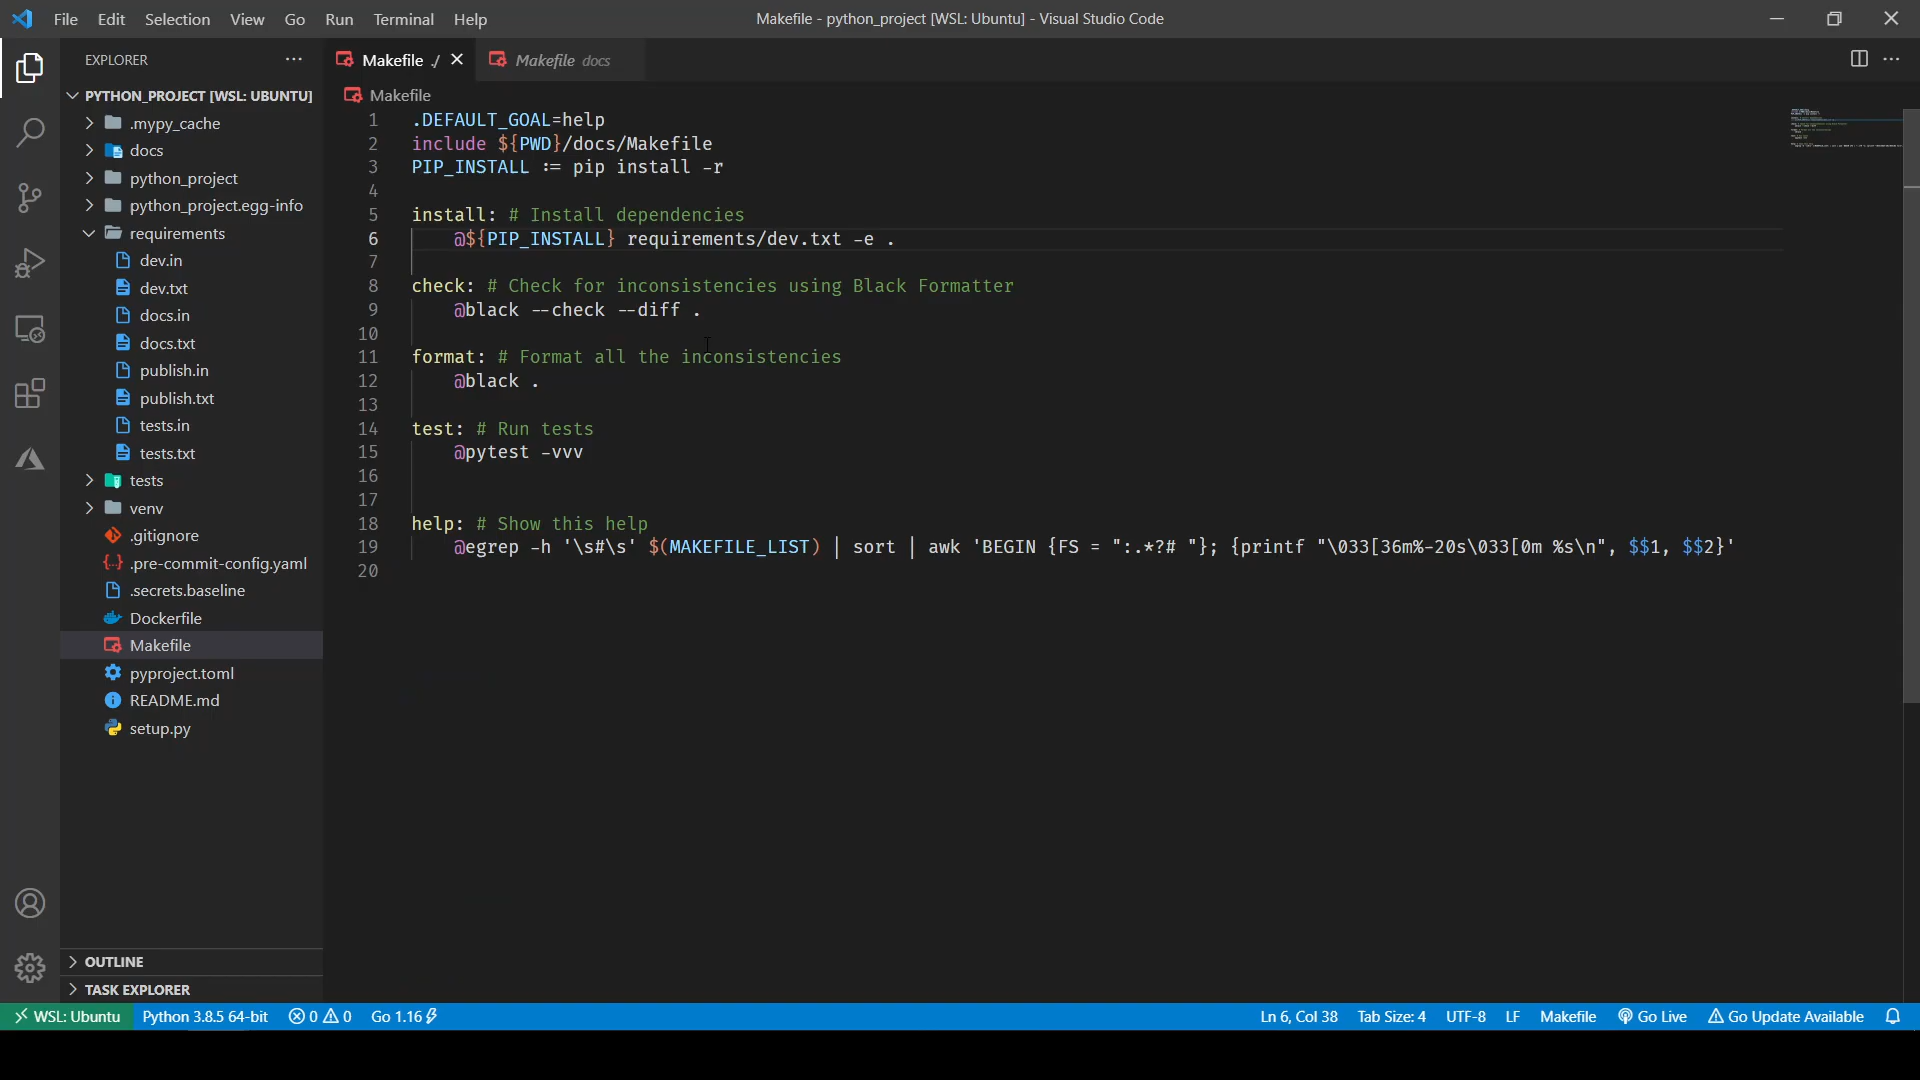 File Edit Selection View Go Run Terminal Help
Makefile - python_project [WSL: Ubuntu] - Visual Studio Code
EXPLORER
Makefile ./
Makefile docs
PYTHON_PROJECT [WSL: UBUNTU]
.mypy_cache
docs
python_project
python_project.egg-info
requirements
dev.in
dev.txt
docs.in
docs.txt
publish.in
publish.txt
tests.in
tests.txt
tests
venv
.gitignore
.pre-commit-config.yaml
.secrets.baseline
Dockerfile
Makefile
pyproject.toml
README.md
setup.py
OUTLINE
TASK EXPLORER
Makefile
1 .DEFAULT_GOAL=help
2 include ${PWD}/docs/Makefile
3 PIP_INSTALL := pip install -r
4
5 install: # Install dependencies
6 @${PIP_INSTALL} requirements/dev.txt -e .
7
8 check: # Check for inconsistencies using Black Formatter
9 @black --check --diff .
10
11 format: # Format all the inconsistencies
12 @black .
13
14 test: # Run tests
15 @pytest -vvv
16
17
18 help: # Show this help
19 @egrep -h '\s#\s' $(MAKEFILE_LIST) | sort | awk 'BEGIN {FS = ":.*?# "}; {printf "\033[36m%-20s\033[0m %s\n", $$1, $$2}'
20
WSL: Ubuntu Python 3.8.5 64-bit 0 0 Go 1.16 Ln 6, Col 38 Tab Size: 4 UTF-8 LF Makefile Go Live Go Update Available